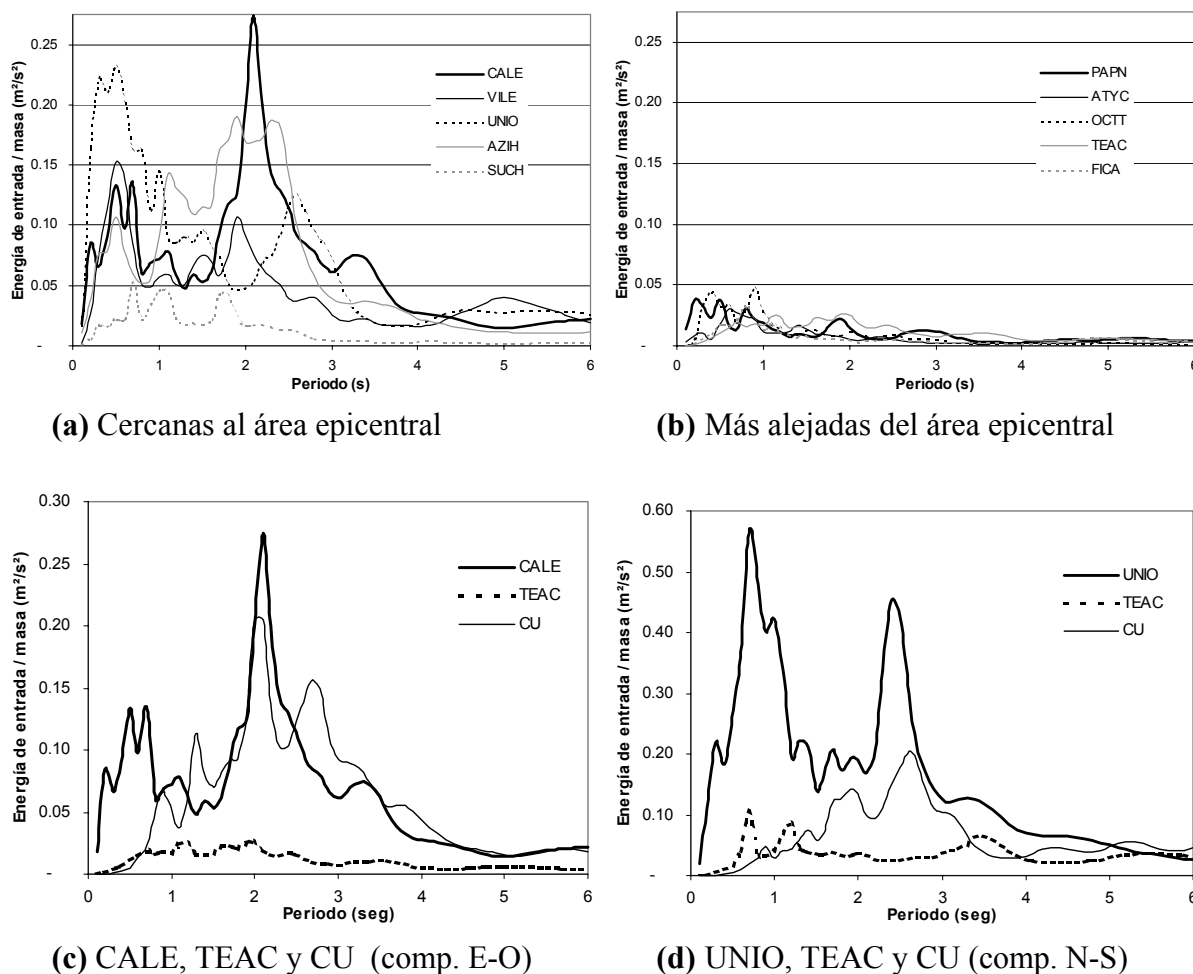 Energía de entrada / masa (m²/s²)
0.25
0.20
0.15
0.10
0.05
-
CALE
VILE
UNIO
AZIH
SUCH
0 1 2 3 4 5 6
Periodo (s)
(a) Cercanas al área epicentral
Energía de entrada / masa (m²/s²)
0.25
0.20
0.15
0.10
0.05
-
PAPN
ATYC
OCTT
TEAC
FICA
0 1 2 3 4 5 6
Periodo (s)
(b) Más alejadas del área epicentral
Energía de entrada / masa (m²/s²)
0.30
0.25
0.20
0.15
0.10
0.05
-
CALE
TEAC
CU
0 1 2 3 4 5 6
Periodo (seg)
(c) CALE, TEAC y CU (comp. E-O)
Energía de entrada / masa (m²/s²)
0.60
0.50
0.40
0.30
0.20
0.10
-
UNIO
TEAC
CU
0 1 2 3 4 5 6
Periodo (seg)
(d) UNIO, TEAC y CU (comp. N-S)